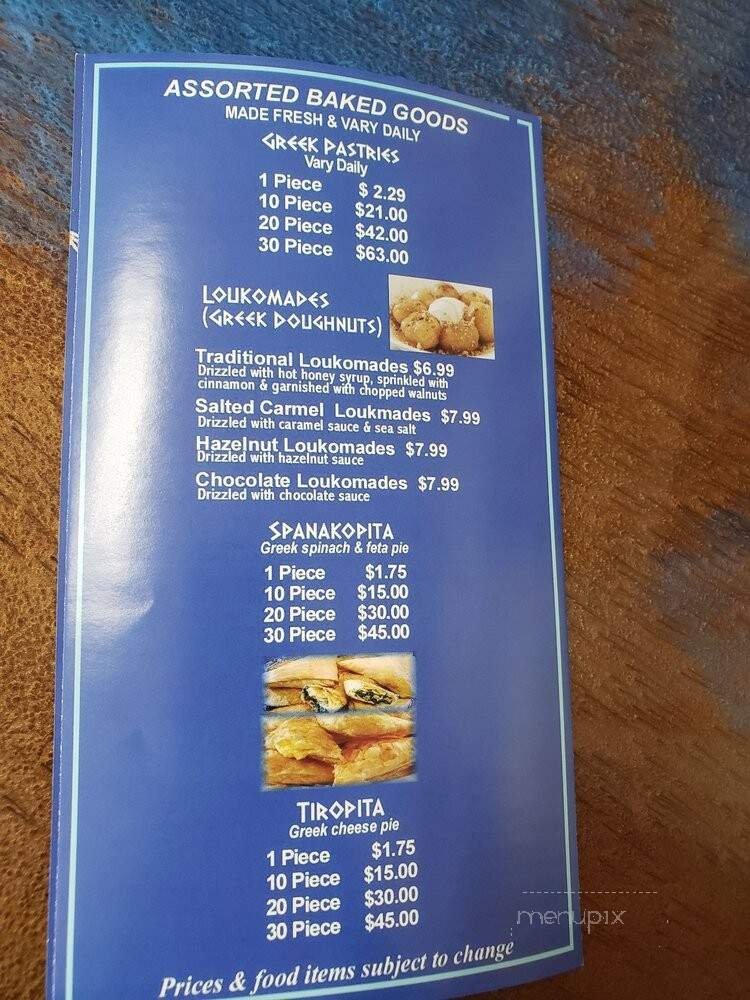 ASSORTED BAKED GOODS
MADE FRESH & VARY DAILY
GREEK PASTRIES
Vary Daily
1 Piece $ 2.29
10 Piece $21.00
20 Piece $42.00
30 Piece $63.00
LOUKOMADES
(GREEK DOUGHNUTS)
Traditional Loukomades $6.99
Drizzled with hot honey syrup, sprinkled with
cinnamon & garnished with chopped walnuts
Salted Carmel Loukmades $7.99
Drizzled with caramel sauce & sea salt
Hazelnut Loukomades $7.99
Drizzled with hazelnut sauce
Chocolate Loukomades $7.99
Drizzled with chocolate sauce
SPANAKOPITA
Greek spinach & feta pie
1 Piece $1.75
10 Piece $15.00
20 Piece $30.00
30 Piece $45.00
TIROPITA
Greek cheese pie
1 Piece $1.75
10 Piece $15.00
20 Piece $30.00
30 Piece $45.00
Prices & food items subject to change
menupix